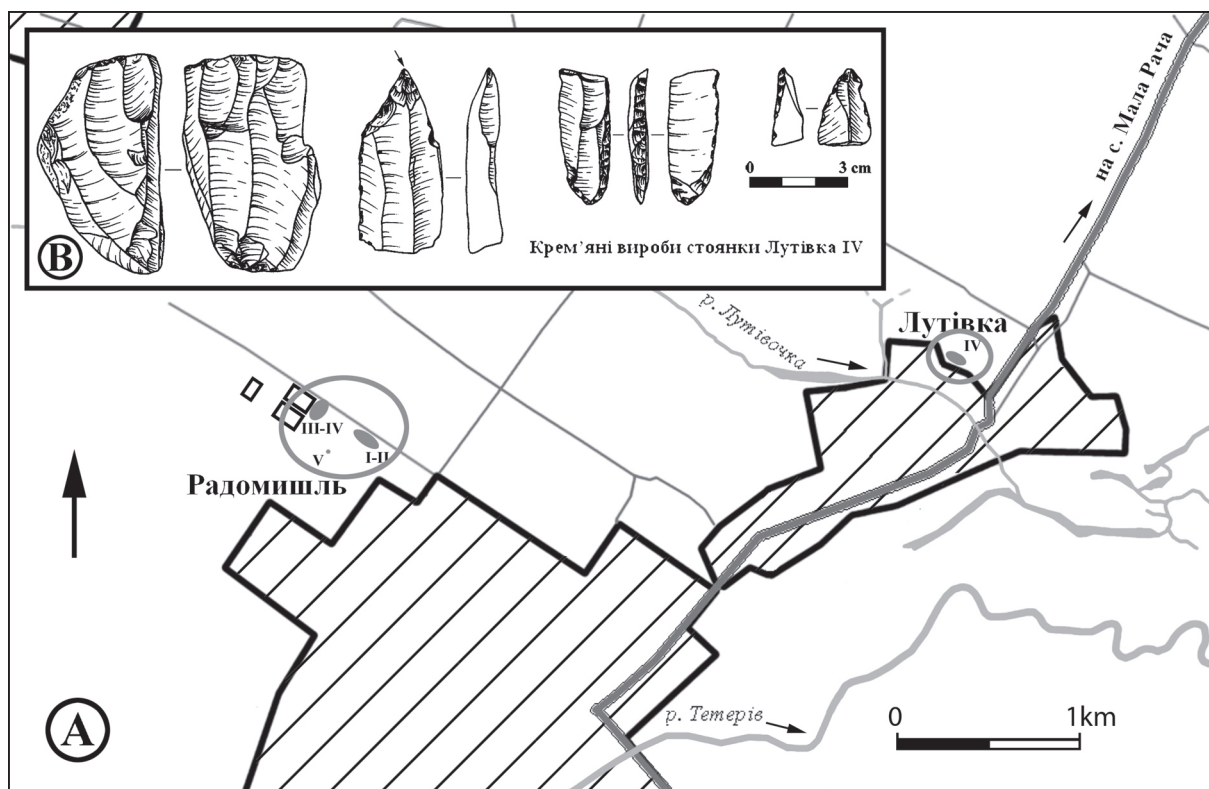 B
0 3 cm
Крем’яні вироби стоянки Лутівка IV
на с. Мала Рача
р. Лутівочка
Лутівка
IV
III-IV
I-II
V
Радомишль
A
р. Тетерів
0 1km